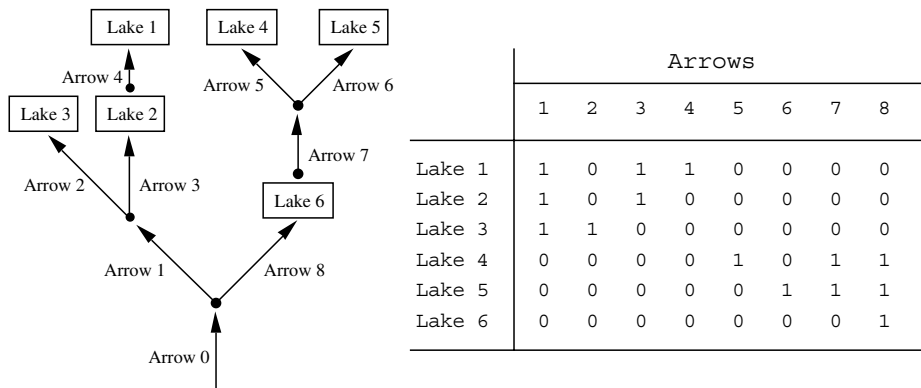 Lake 1
Lake 4
Lake 5
Arrow 4
Arrow 5
Arrow 6
Lake 3
Lake 2
Arrow 7
Arrow 2
Arrow 3
Lake 6
Arrow 1
Arrow 8
Arrow 0
Arrows
1 2 3 4 5 6 7 8
Lake 1 1 0 1 1 0 0 0 0
Lake 2 1 0 1 0 0 0 0 0
Lake 3 1 1 0 0 0 0 0 0
Lake 4 0 0 0 0 1 0 1 1
Lake 5 0 0 0 0 0 1 1 1
Lake 6 0 0 0 0 0 0 0 1